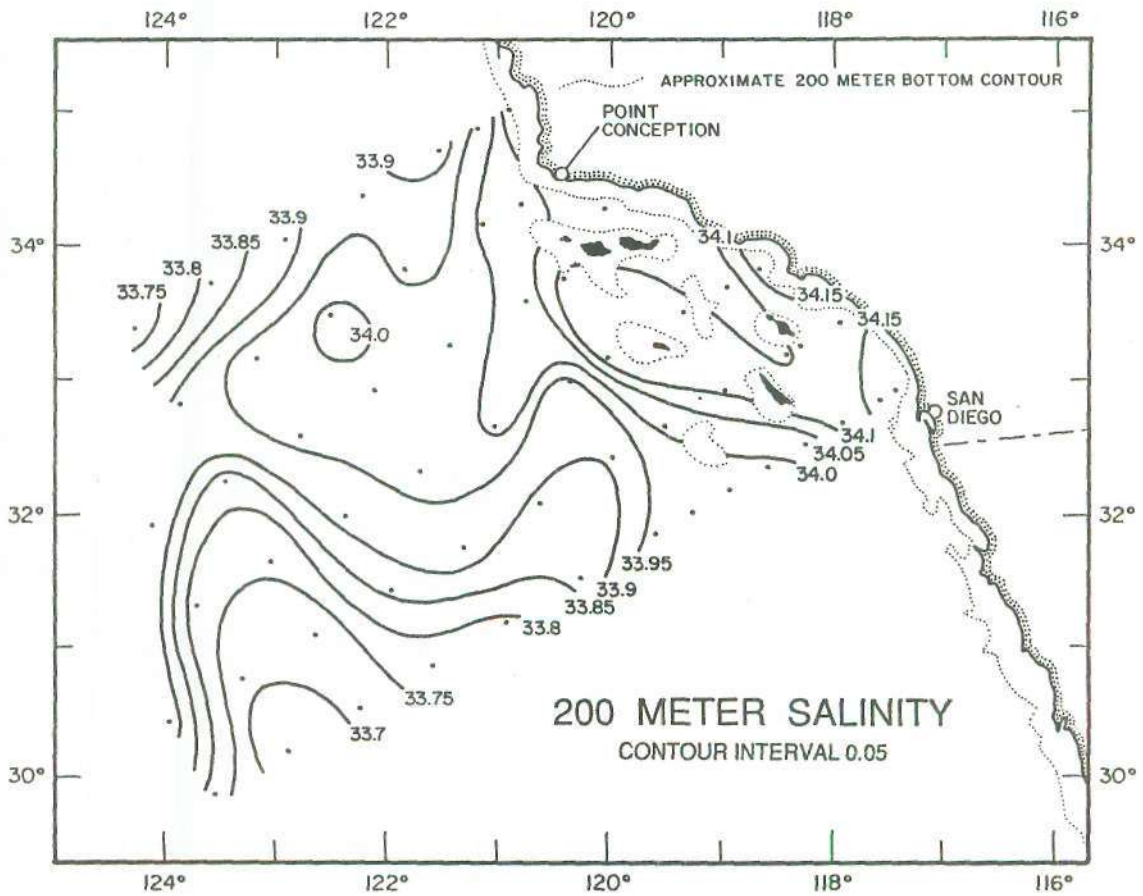 124° 122° 120° 118° 116°
APPROXIMATE 200 METER BOTTOM CONTOUR
POINT
CONCEPTION
33.9
34° 34°
33.9
33.85
33.8
33.75
34.1
34.15
34.15
34.0
SAN
DIEGO
34.1
34.05
34.0
32° 32°
33.95
33.9
33.85
33.8
33.75
33.7
200 METER SALINITY
CONTOUR INTERVAL 0.05
30° 30°
124° 122° 120° 118° 116°